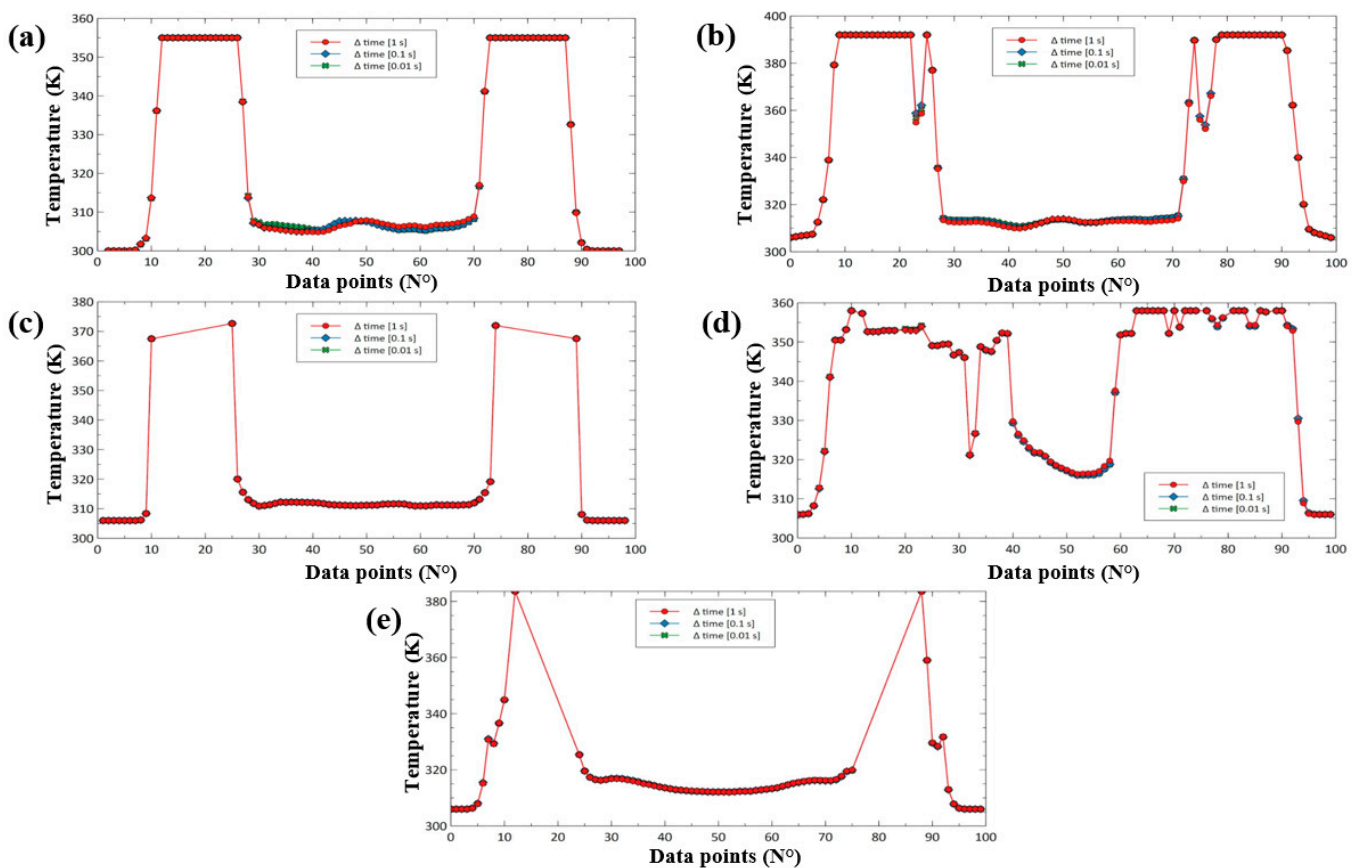 (a)
360
350
340
330
320
310
300
Temperature (K)
Δ time [1 s]
Δ time [0.1 s]
Δ time [0.01 s]
0 10 20 30 40 50 60 70 80 90 100
Data points (N°)
(b)
400
380
360
340
320
300
Temperature (K)
Δ time [1 s]
Δ time [0.1 s]
Δ time [0.01 s]
0 10 20 30 40 50 60 70 80 90 100
Data points (N°)
(c)
380
370
360
350
340
330
320
310
300
Temperature (K)
Δ time [1 s]
Δ time [0.1 s]
Δ time [0.01 s]
0 10 20 30 40 50 60 70 80 90 100
Data points (N°)
(d)
360
350
340
330
320
310
300
Temperature (K)
Δ time [1 s]
Δ time [0.1 s]
Δ time [0.01 s]
0 10 20 30 40 50 60 70 80 90 100
Data points (N°)
(e)
380
360
340
320
300
Temperature (K)
Δ time [1 s]
Δ time [0.1 s]
Δ time [0.01 s]
0 10 20 30 40 50 60 70 80 90 100
Data points (N°)